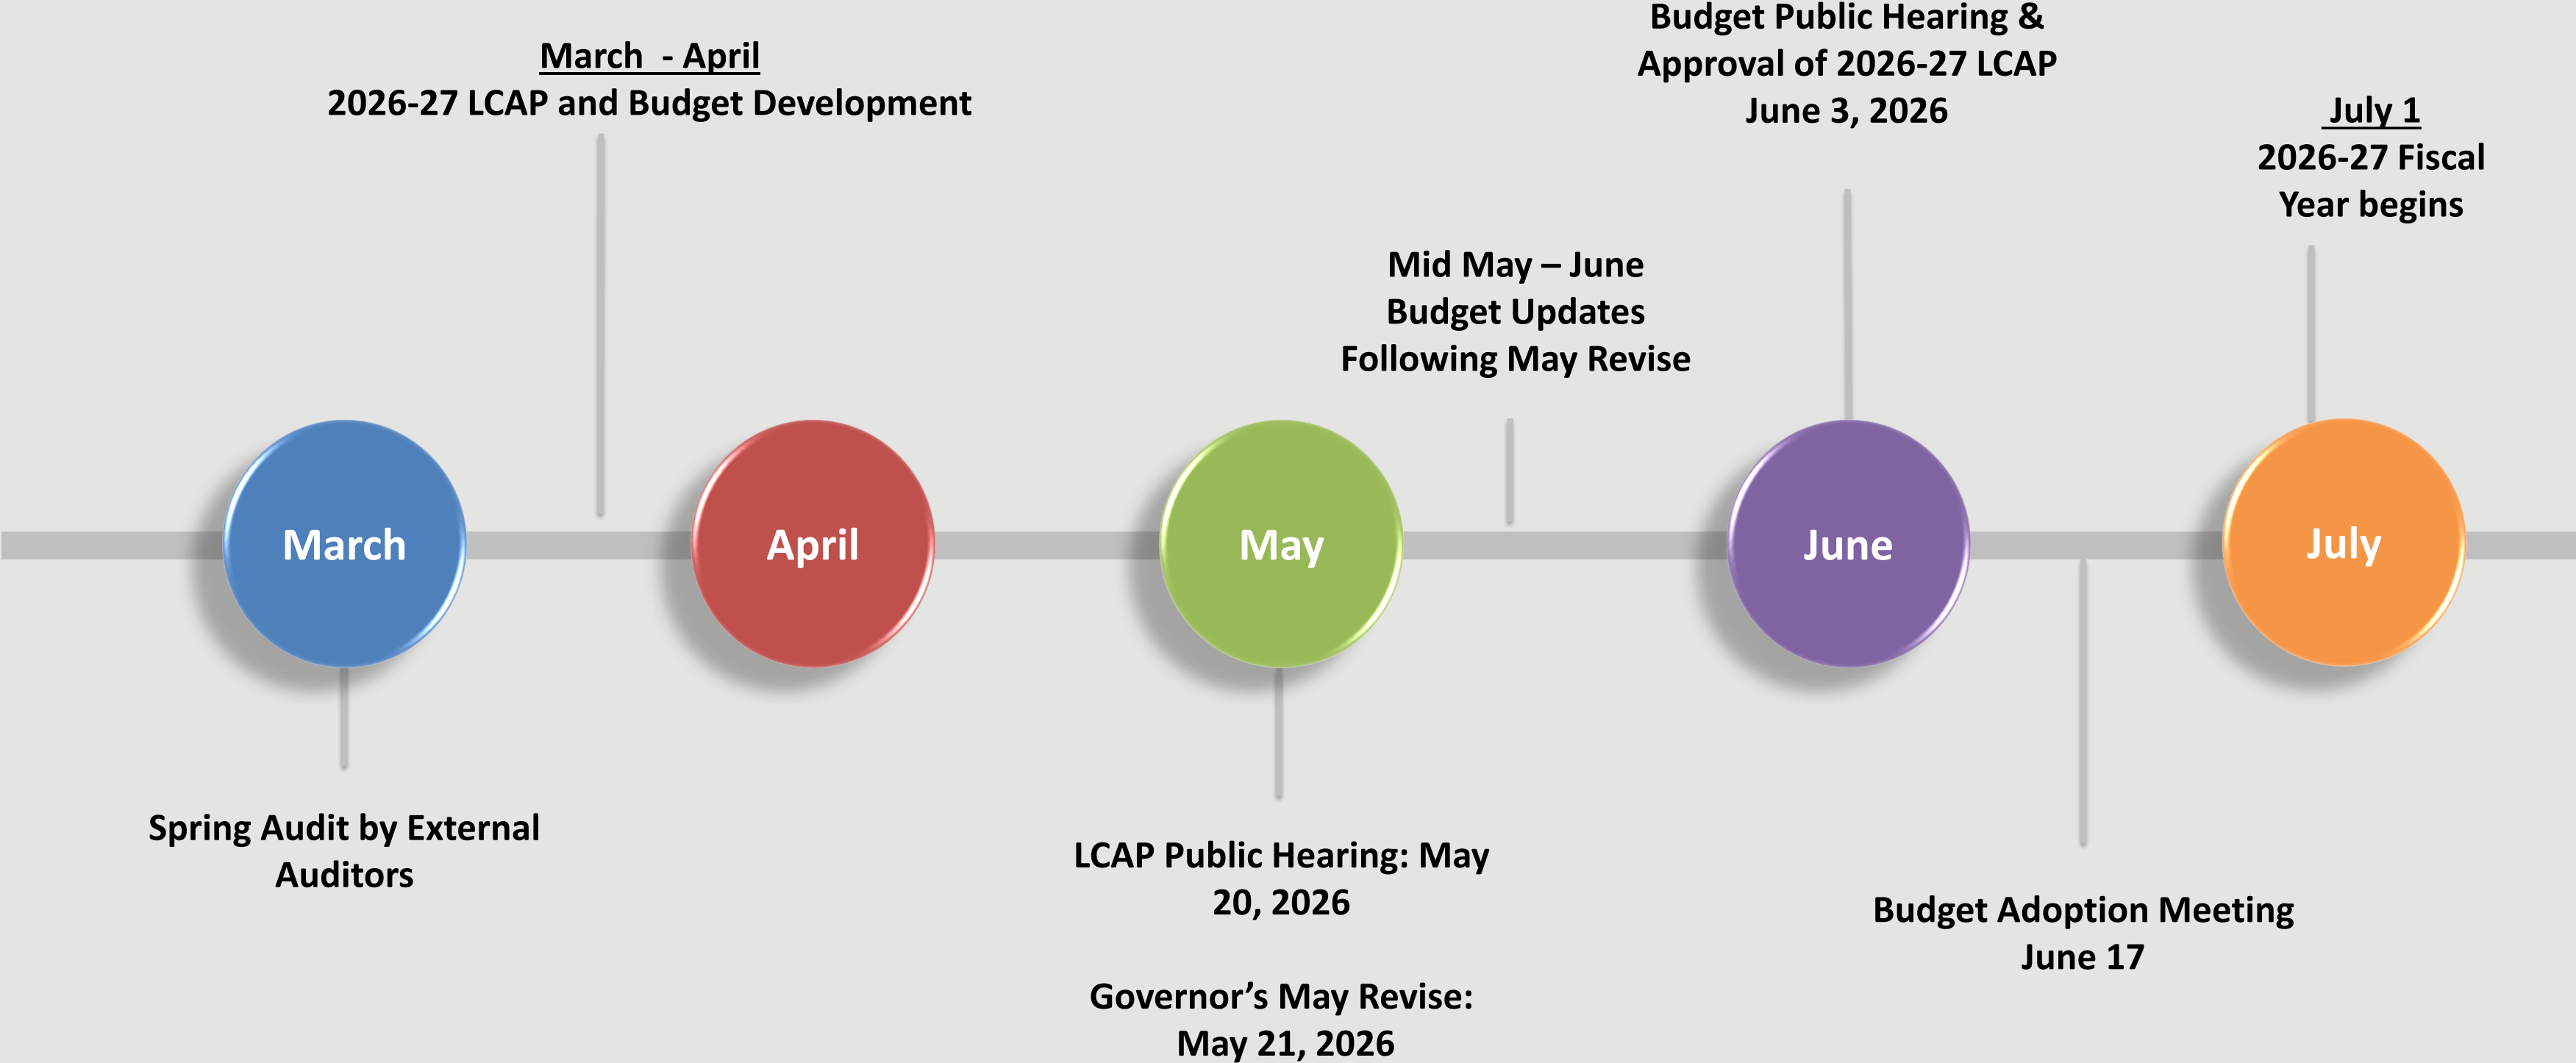 March  - April
2026-27 LCAP and Budget Development
Budget Public Hearing &
Approval of 2026-27 LCAP
June 3, 2026
July 1
2026-27 Fiscal
Year begins
Mid May – June
Budget Updates
Following May Revise
March
April
May
June
July
Spring Audit by External
Auditors
LCAP Public Hearing: May
20, 2026
Governor’s May Revise:
May 21, 2026
Budget Adoption Meeting
June 17